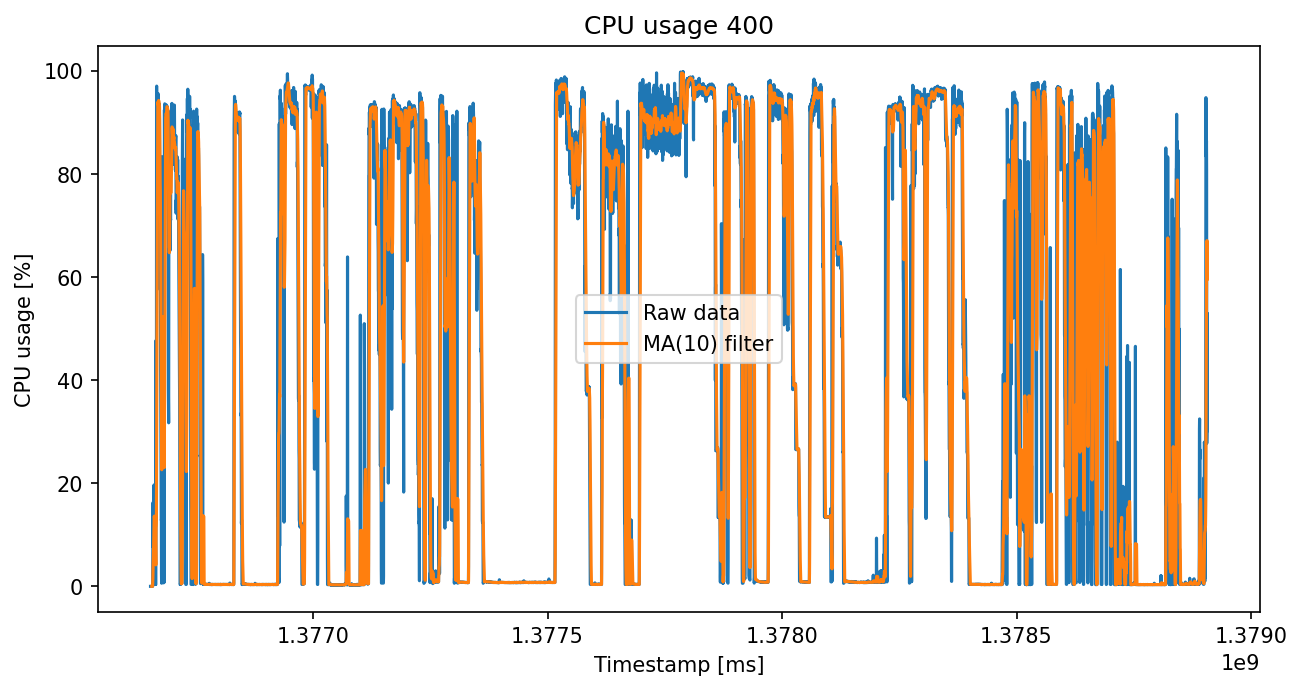 CPU usage 400
100
80
60
40
20
0
CPU usage [%]
Raw data
MA(10) filter
1.3770
1.3775
1.3780
1.3785
1.3790
1e9
Timestamp [ms]